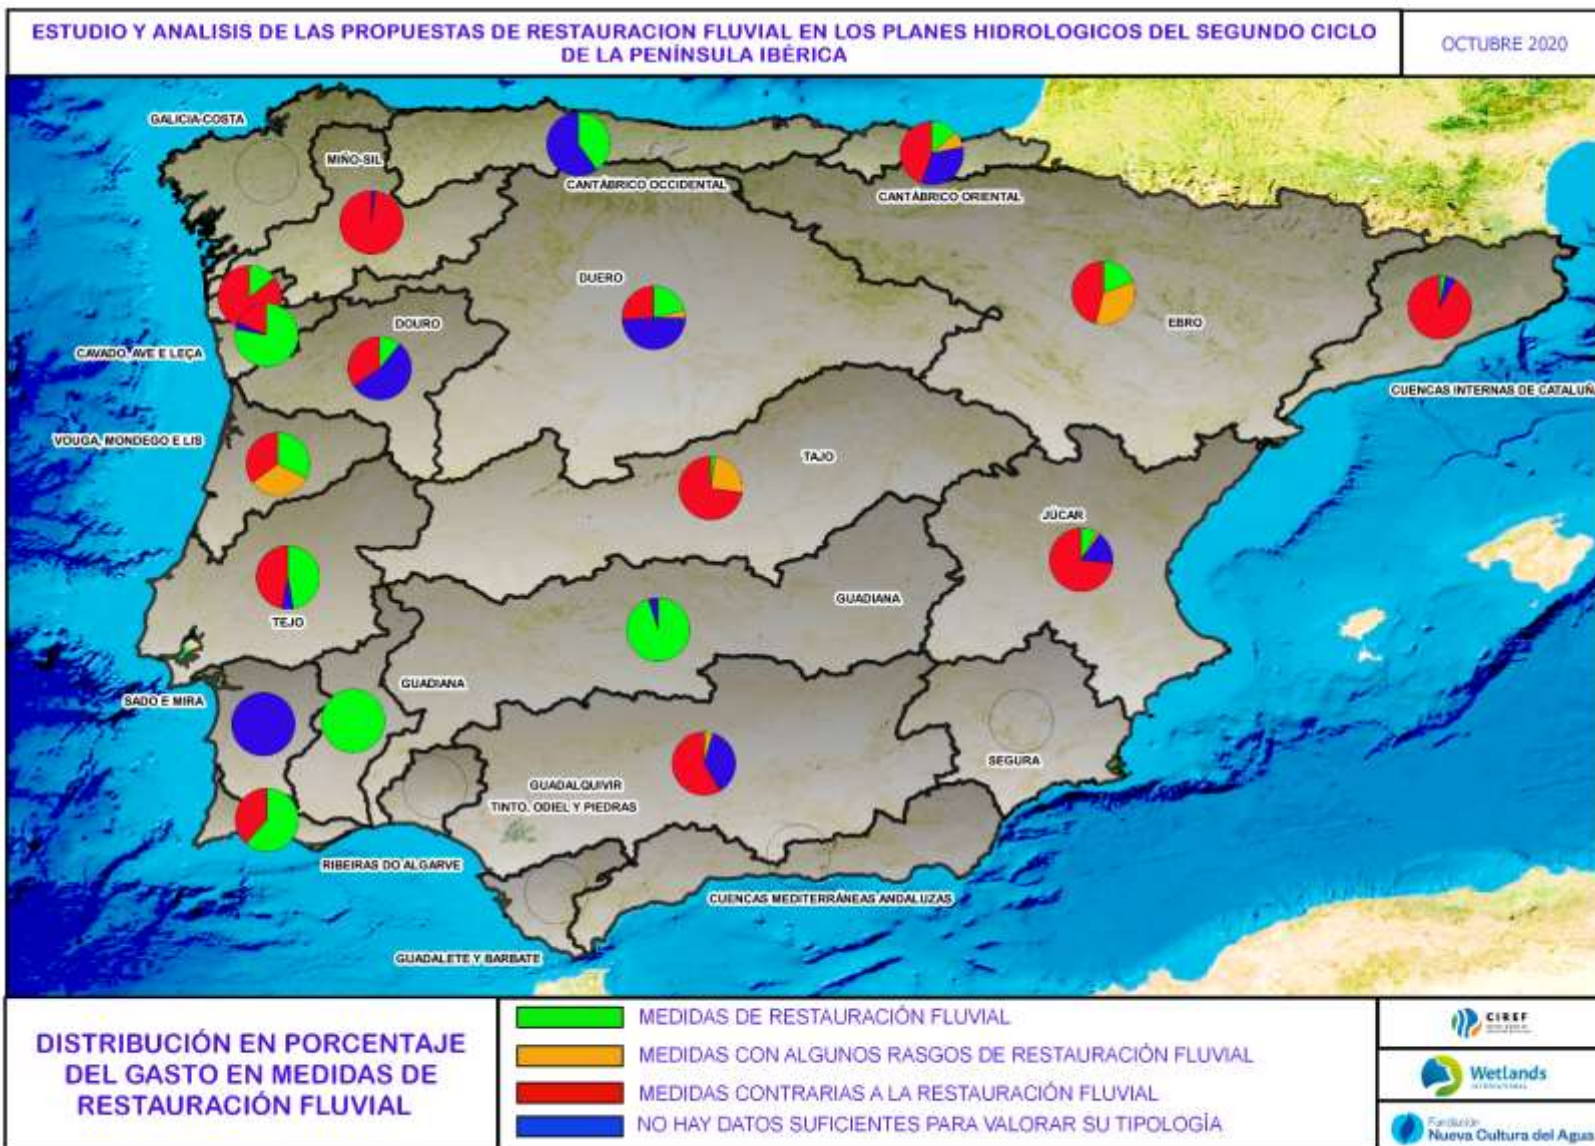 ESTUDIO Y ANALISIS DE LAS PROPUESTAS DE RESTAURACION FLUVIAL EN LOS PLANES HIDROLOGICOS DEL SEGUNDO CICLO
DE LA PENÍNSULA IBÉRICA
OCTUBRE 2020
GALICIA-COSTA
MIÑO-SIL
CANTÁBRICO OCCIDENTAL
CANTÁBRICO ORIENTAL
DUERO
DOURO
EBRO
CAVADO, AVE E LEÇA
CUENCAS INTERNAS DE CATALUÑ
VOUGA, MONDEGO E LIS
TAJO
JÚCAR
GUADIANA
TEJO
GUADIANA
SADO E MIRA
SEGURA
GUADALQUIVIR
TINTO, ODIEL Y PIEDRAS
RIBEIRAS DO ALGARVE
CUENCAS MEDITERRÁNEAS ANDALUZAS
GUADALETE Y BARBATE
DISTRIBUCIÓN EN PORCENTAJE
DEL GASTO EN MEDIDAS DE
RESTAURACIÓN FLUVIAL
MEDIDAS DE RESTAURACIÓN FLUVIAL
MEDIDAS CON ALGUNOS RASGOS DE RESTAURACIÓN FLUVIAL
MEDIDAS CONTRARIAS A LA RESTAURACIÓN FLUVIAL
NO HAY DATOS SUFICIENTES PARA VALORAR SU TIPOLOGÍA
CIREF
Wetlands
INTERNATIONAL
Fundación
Nueva Cultura del Agua